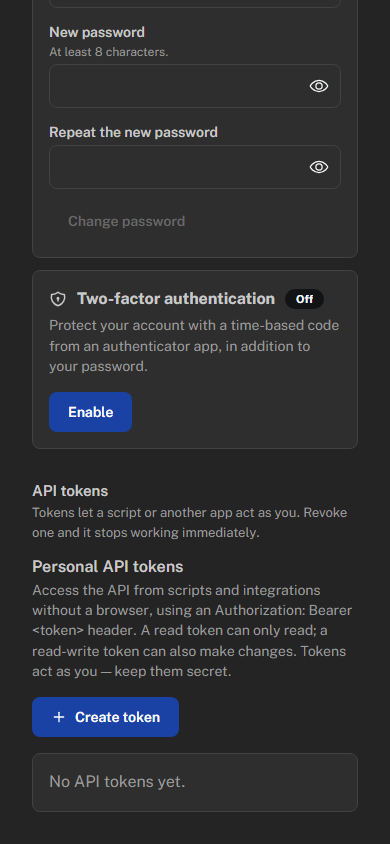 New password
At least 8 characters.
Repeat the new password
Change password
Two-factor authentication Off
Protect your account with a time-based code
from an authenticator app, in addition to
your password.
Enable
API tokens
Tokens let a script or another app act as you. Revoke
one and it stops working immediately.
Personal API tokens
Access the API from scripts and integrations
without a browser, using an Authorization: Bearer
<token> header. A read token can only read; a
read-write token can also make changes. Tokens
act as you — keep them secret.
+ Create token
No API tokens yet.